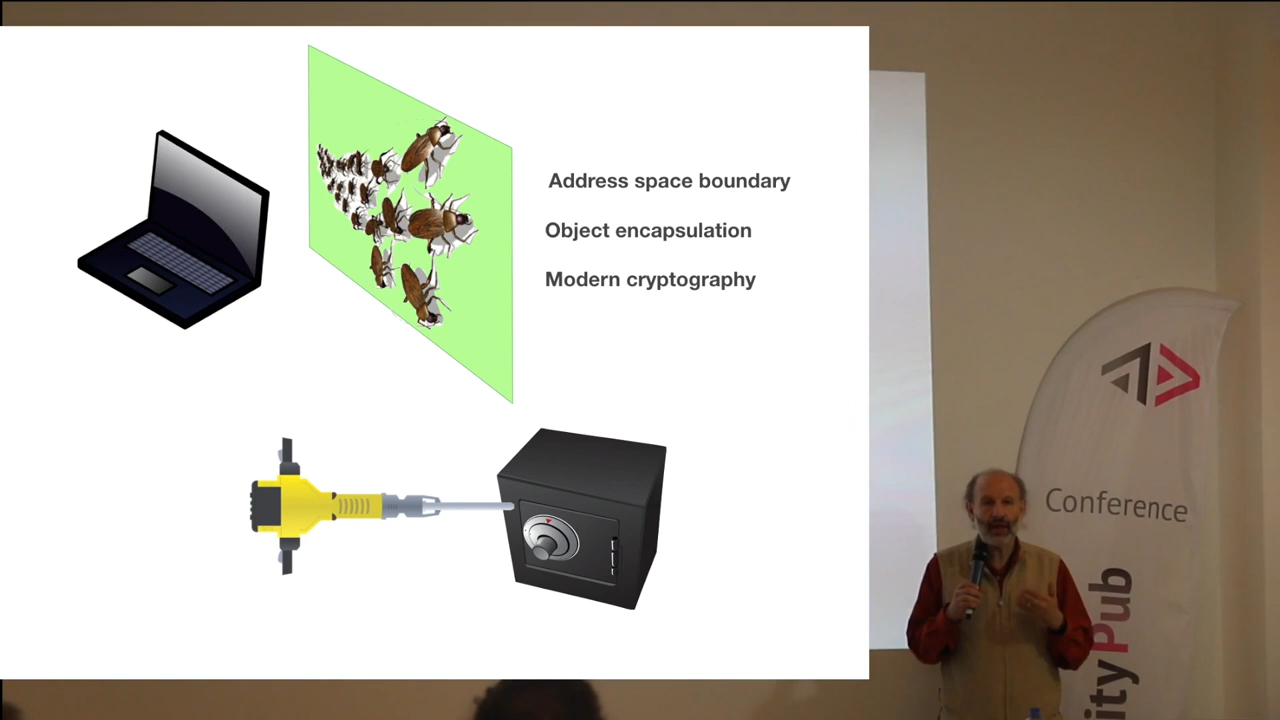 Address space boundary
Object encapsulation
Modern cryptography
Conference
ityPub